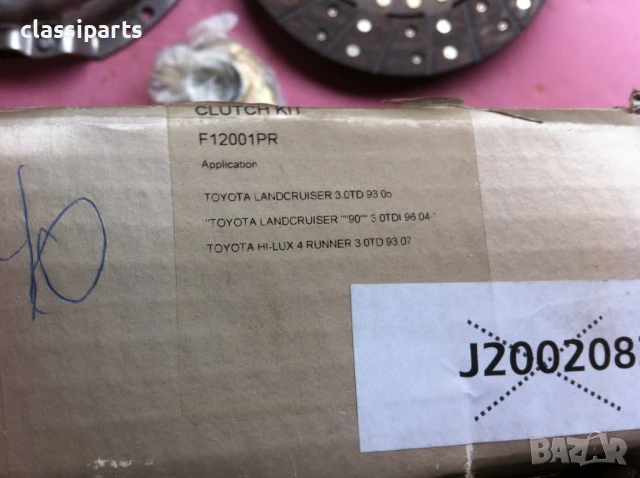 classiparts
CLUTCH KIT
F12001PR
Application
TOYOTA LANDCRUISER 3.0TD 93.05
"TOYOTA LANDCRUISER ""90"" 3.0TDI 96.04 "
TOYOTA HI-LUX 4 RUNNER 3.0TD 93.07
J2002082
BAZAR